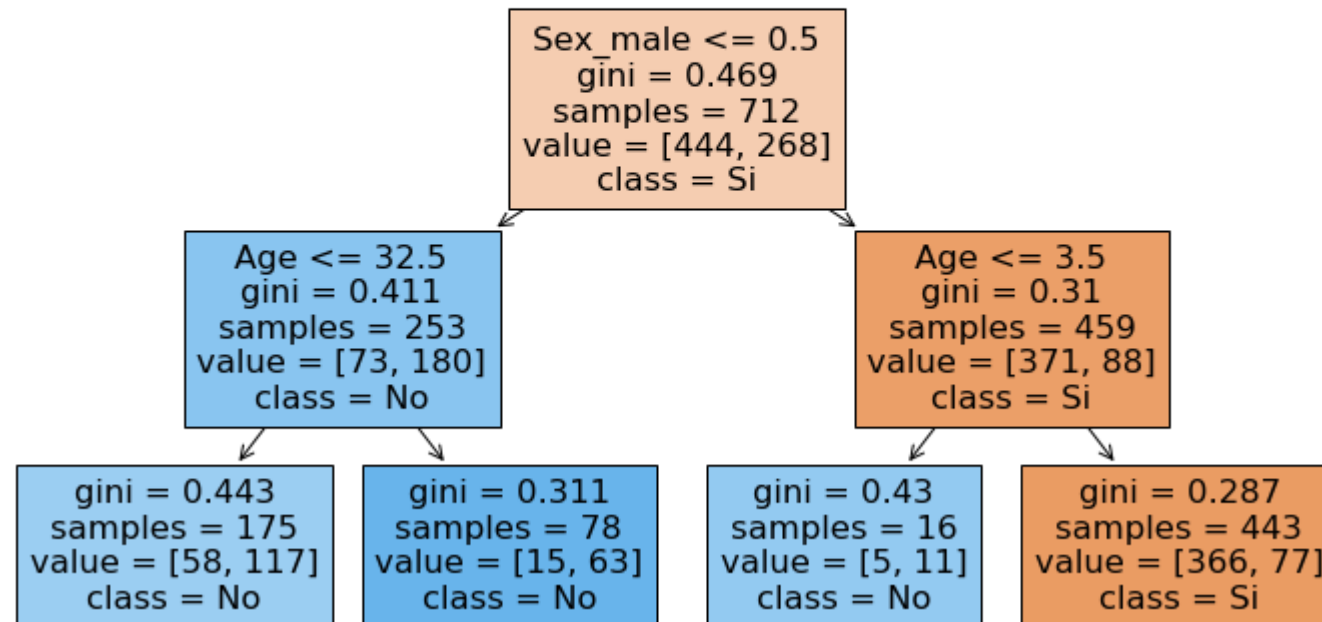 Sex_male <= 0.5
gini = 0.469
samples = 712
value = [444, 268]
class = Si
Age <= 32.5
gini = 0.411
samples = 253
value = [73, 180]
class = No
Age <= 3.5
gini = 0.31
samples = 459
value = [371, 88]
class = Si
gini = 0.443
samples = 175
value = [58, 117]
class = No
gini = 0.311
samples = 78
value = [15, 63]
class = No
gini = 0.43
samples = 16
value = [5, 11]
class = No
gini = 0.287
samples = 443
value = [366, 77]
class = Si